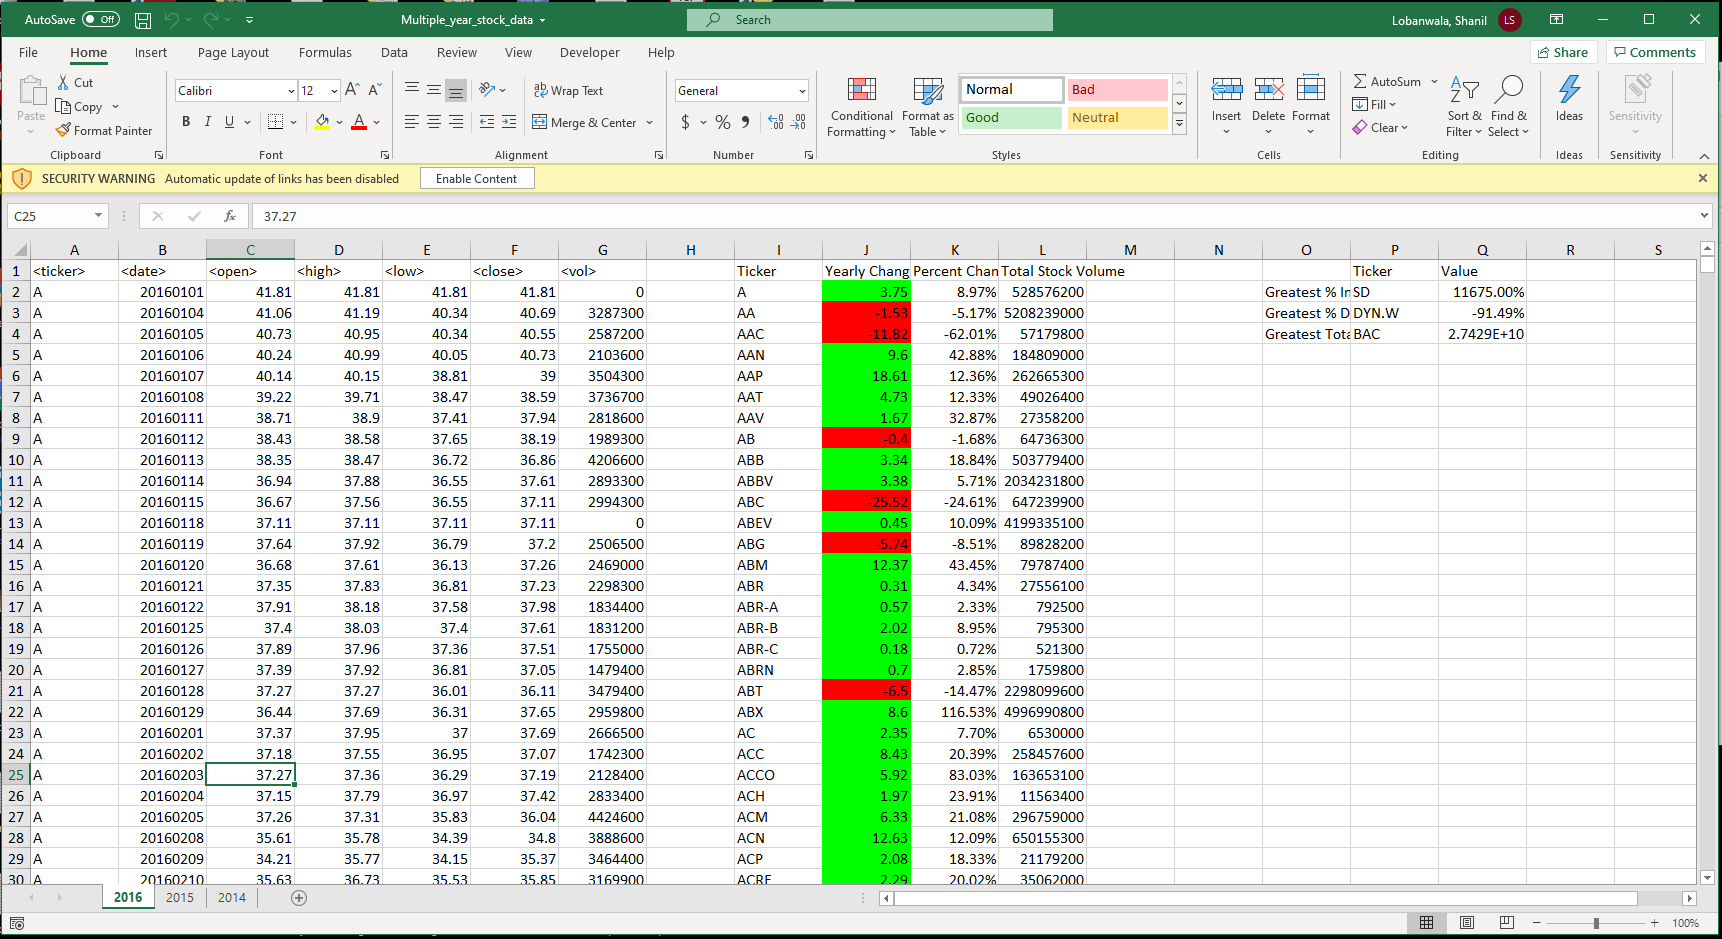 AutoSave Off Multiple_year_stock_data Search Lobanwala, Shanil LS
File Home Insert Page Layout Formulas Data Review View Developer Help Share Comments
Paste Cut Copy Format Painter Clipboard
Calibri 12 A A B I U A Font
ab Wrap Text Merge & Center Alignment
General $ % , Number
Conditional Formatting Format as Table Normal Bad Good Neutral Styles
Insert Delete Format Cells
AutoSum Fill Clear Sort & Filter Find & Select Editing
Ideas Ideas
Sensitivity Sensitivity
SECURITY WARNING Automatic update of links has been disabled Enable Content
C25 fx 37.27
A B C D E F G H I J K L M N O P Q R S
1 <ticker> <date> <open> <high> <low> <close> <vol> Ticker Yearly Chang Percent Chan Total Stock Volume Ticker Value
2 A 20160101 41.81 41.81 41.81 41.81 0 A 3.75 8.97% 528576200 Greatest % In SD 11675.00%
3 A 20160104 41.06 41.19 40.34 40.69 3287300 AA -1.53 -5.17% 5208239000 Greatest % D DYN.W -91.49%
4 A 20160105 40.73 40.95 40.34 40.55 2587200 AAC -11.82 -62.01% 57179800 Greatest Tota BAC 2.7429E+10
5 A 20160106 40.24 40.99 40.05 40.73 2103600 AAN 9.6 42.88% 184809000
6 A 20160107 40.14 40.15 38.81 39 3504300 AAP 18.61 12.36% 262665300
7 A 20160108 39.22 39.71 38.47 38.59 3736700 AAT 4.73 12.33% 49026400
8 A 20160111 38.71 38.9 37.41 37.94 2818600 AAV 1.67 32.87% 27358200
9 A 20160112 38.43 38.58 37.65 38.19 1989300 AB -0.4 -1.68% 64736300
10 A 20160113 38.35 38.47 36.72 36.86 4206600 ABB 3.34 18.84% 503779400
11 A 20160114 36.94 37.88 36.55 37.61 2893300 ABBV 3.38 5.71% 2034231800
12 A 20160115 36.67 37.56 36.55 37.11 2994300 ABC -25.52 -24.61% 647239900
13 A 20160118 37.11 37.11 37.11 37.11 0 ABEV 0.45 10.09% 4199335100
14 A 20160119 37.64 37.92 36.79 37.2 2506500 ABG -5.74 -8.51% 89828200
15 A 20160120 36.68 37.61 36.13 37.26 2469000 ABM 12.37 43.45% 79787400
16 A 20160121 37.35 37.83 36.81 37.23 2298300 ABR 0.31 4.34% 27556100
17 A 20160122 37.91 38.18 37.58 37.98 1834400 ABR-A 0.57 2.33% 792500
18 A 20160125 37.4 38.03 37.4 37.61 1831200 ABR-B 2.02 8.95% 795300
19 A 20160126 37.89 37.96 37.36 37.51 1755000 ABR-C 0.18 0.72% 521300
20 A 20160127 37.39 37.92 36.81 37.05 1479400 ABRN 0.7 2.85% 1759800
21 A 20160128 37.27 37.27 36.01 36.11 3479400 ABT -6.5 -14.47% 2298099600
22 A 20160129 36.44 37.69 36.31 37.65 2959800 ABX 8.6 116.53% 4996990800
23 A 20160201 37.37 37.95 37 37.69 2666500 AC 2.35 7.70% 6530000
24 A 20160202 37.18 37.55 36.95 37.07 1742300 ACC 8.43 20.39% 258457600
25 A 20160203 37.27 37.36 36.29 37.19 2128400 ACCO 5.92 83.03% 163653100
26 A 20160204 37.15 37.79 36.97 37.42 2833400 ACH 1.97 23.91% 11563400
27 A 20160205 37.26 37.31 35.83 36.04 4424600 ACM 6.33 21.08% 296759000
28 A 20160208 35.61 35.78 34.39 34.8 3888600 ACN 12.63 12.09% 650155300
29 A 20160209 34.21 35.77 34.15 35.37 3464400 ACP 2.08 18.33% 21179200
30 A 20160210 35.63 36.73 35.53 35.85 3169900 ACRE 2.29 20.02% 35062000
2016 2015 2014
100%